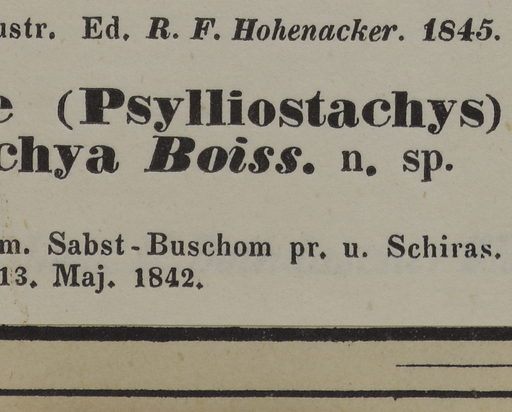 ustr. Ed. R. F. Hohenacker. 1845.
e (Psylliostachys)
chya Boiss. n. sp.
m. Sabst-Buschom pr. u. Schiras.
13. Maj. 1842.